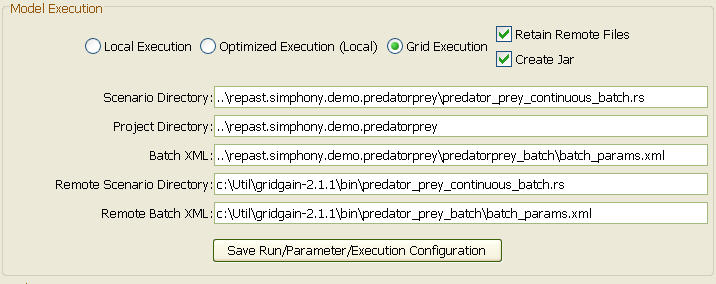 Model Execution
Local Execution Optimized Execution (Local) Grid Execution Retain Remote Files
Create Jar
Scenario Directory: ..\repast.simphony.demo.predatorprey\predator_prey_continuous_batch.rs
Project Directory: ..\repast.simphony.demo.predatorprey
Batch XML: ..\repast.simphony.demo.predatorprey\predatorprey_batch\batch_params.xml
Remote Scenario Directory: c:\Util\gridgain-2.1.1\bin\predator_prey_continuous_batch.rs
Remote Batch XML: c:\Util\gridgain-2.1.1\bin\predator_prey_batch\batch_params.xml
Save Run/Parameter/Execution Configuration